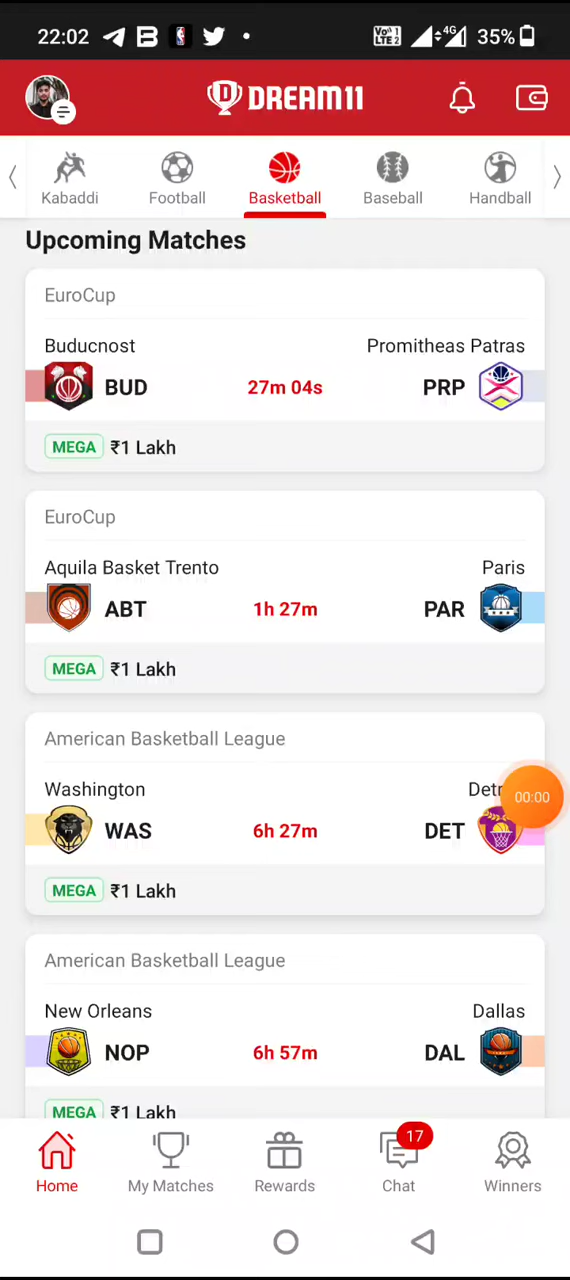 22:02 35%
DREAM11
Kabaddi Football Basketball Baseball Handball
Upcoming Matches
EuroCup
Buducnost Promitheas Patras
BUD 27m 04s PRP
MEGA ₹1 Lakh
EuroCup
Aquila Basket Trento Paris
ABT 1h 27m PAR
MEGA ₹1 Lakh
American Basketball League
Washington
00:00
WAS 6h 27m DET
MEGA ₹1 Lakh
American Basketball League
New Orleans Dallas
NOP 6h 57m DAL
MEGA ₹1 Lakh
17
Home My Matches Rewards Chat Winners